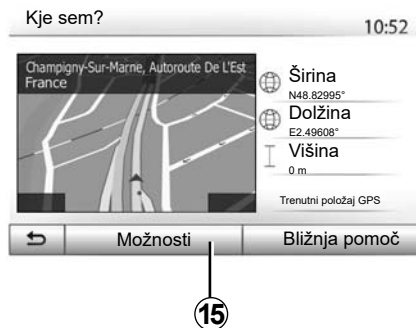 Kje sem?
10:52
Champigny-Sur-Marne, Autoroute De L'Est
France
Širina
N48.82995°
Dolžina
E2.49608°
Višina
0 m
Trenutni položaj GPS
Možnosti
Bližnja pomoč
15